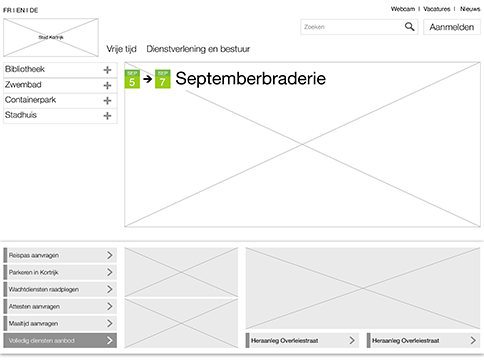 FR I EN I DE
Webcam I Vacatures I Nieuws
Zoeken
Aanmelden
Stad Kortrijk
Vrije tijd Dienstverlening en bestuur
Bibliotheek
Zwembad
Containerpark
Stadhuis
SEP 5 → SEP 7 Septemberbraderie
Reispas aanvragen
Parkeren in Kortrijk
Wachtdiensten raadplegen
Attesten aanvragen
Maaltijd aanvragen
Volledig diensten aanbod
Heraanleg Overleiestraat
Heraanleg Overleiestraat